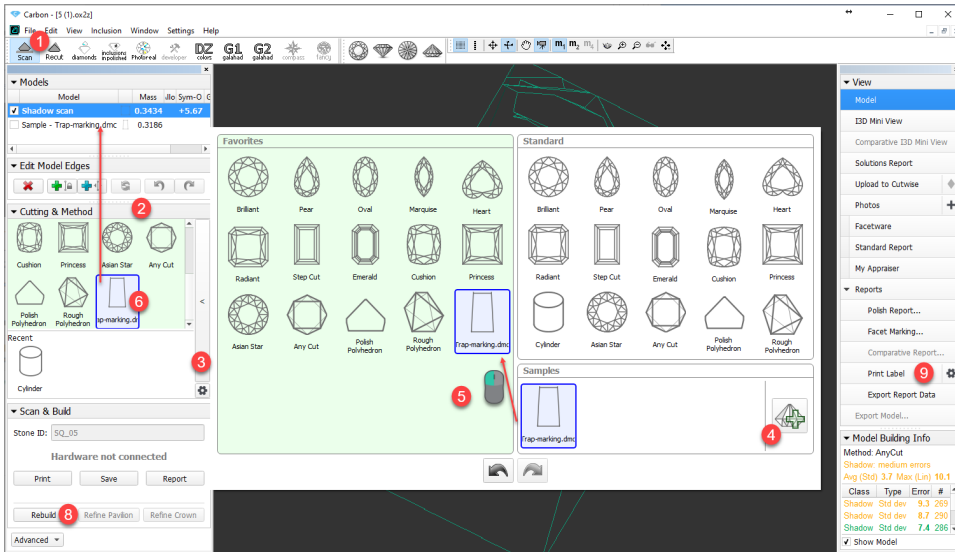 Carbon - [5 (1).ox2z]
File Edit View Inclusion Window Settings Help
1
Scan
Recut
diamonds
inclusions in polished
Photoreal
developer
DZ colors
G1 galahad
G2 galahad
compass
fancy
m1 m2
Models
Model Mass Sym-O
Shadow scan 0.3434 +5.67
Sample - Trap-marking.dmc 0.3186
Edit Model Edges
2
Cutting & Method
Cushion Princess Asian Star Any Cut
6
Polish Polyhedron
Rough Polyhedron
ap-marking.d
<
Recent
3
Cylinder
Scan & Build
Stone ID: SQ_05
Hardware not connected
Print Save Report
Rebuild 8 Refine Pavilion Refine Crown
Advanced
Favorites
Brilliant Pear Oval Marquise Heart
Radiant Step Cut Emerald Cushion Princess
Asian Star Any Cut Polish Polyhedron Rough Polyhedron Trap-marking.dmc
5
Standard
Brilliant Pear Oval Marquise Heart
Radiant Step Cut Emerald Cushion Princess
Cylinder Asian Star Any Cut Polish Polyhedron Rough Polyhedron
Samples
Trap-marking.dmc
4
View
Model
I3D Mini View
Comparative I3D Mini View
Solutions Report
Upload to Cutwise
Photos
Facetware
Standard Report
My Appraiser
Reports
Polish Report...
Facet Marking...
Comparative Report...
Print Label 9
Export Report Data
Export Model...
Model Building Info
Method: AnyCut
Shadow: medium errors
Avg (Std) 3.7 Max (Lin) 10.1
Class Type Error #
Shadow Std dev 9.3 269
Shadow Std dev 8.7 290
Shadow Std dev 7.4 286
Show Model